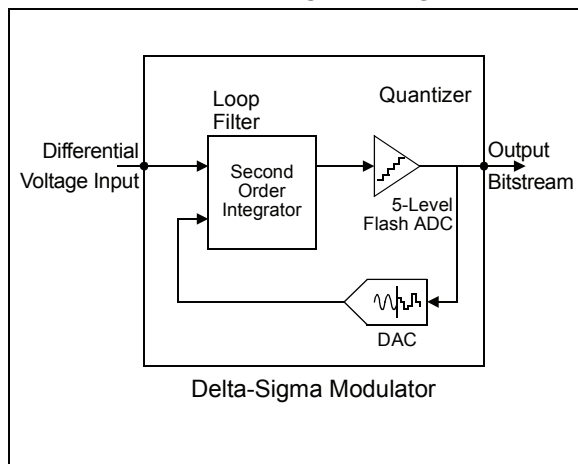 Loop
Filter
Quantizer
Differential
Voltage Input
Second
Order
Integrator
Output
Bitstream
5-Level
Flash ADC
DAC
Delta-Sigma Modulator